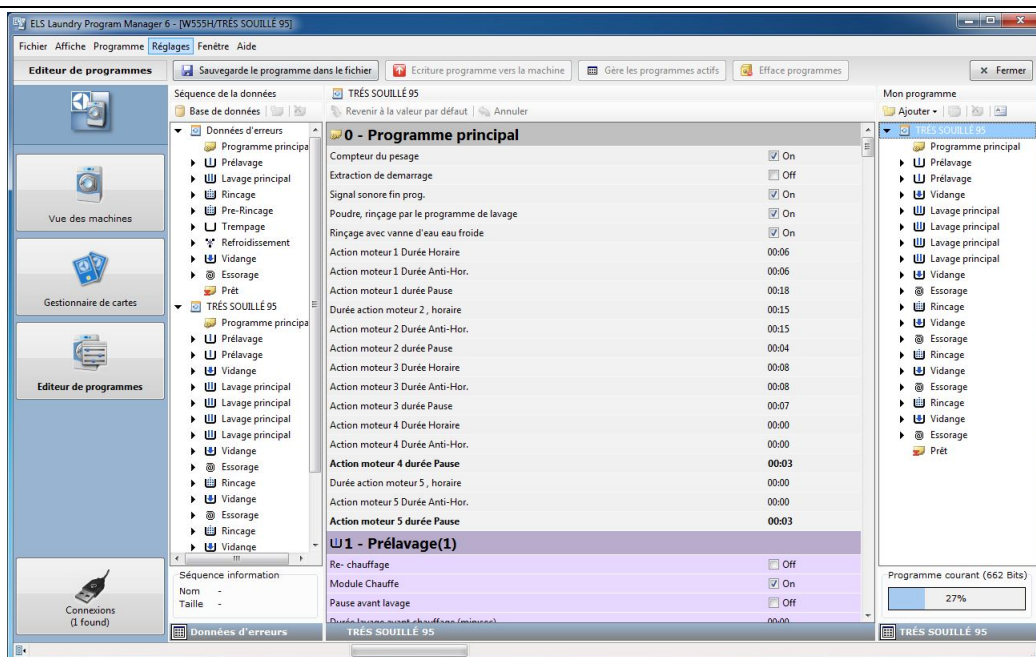 ELS Laundry Program Manager 6 - [W555H/TRÉS SOUILLÉ 95]
Fichier Affiche Programme Réglages Fenêtre Aide
Editeur de programmes
Sauvegarde le programme dans le fichier
Ecriture programme vers la machine
Gère les programmes actifs
Efface programmes
Fermer
Vue des machines
Gestionnaire de cartes
Editeur de programmes
Connexions
(1 found)
Séquence de la données
Base de données
Données d'erreurs
Programme principa
Prélavage
Lavage principal
Rincage
Pre-Rincage
Trempage
Refroidissement
Vidange
Essorage
Prêt
TRÉS SOUILLÉ 95
Programme principa
Prélavage
Prélavage
Vidange
Lavage principal
Lavage principal
Lavage principal
Vidange
Essorage
Rincage
Vidange
Essorage
Rincage
Vidange
Séquence information
Nom -
Taille -
Données d'erreurs
TRÉS SOUILLÉ 95
Revenir à la valeur par défaut Annuler
0 - Programme principal
Compteur du pesage On
Extraction de demarrage Off
Signal sonore fin prog. On
Poudre, rinçage par le programme de lavage On
Rinçage avec vanne d'eau eau froide On
Action moteur 1 Durée Horaire 00:06
Action moteur 1 Durée Anti-Hor. 00:06
Action moteur 1 durée Pause 00:18
Durée action moteur 2 , horaire 00:15
Action moteur 2 Durée Anti-Hor. 00:15
Action moteur 2 durée Pause 00:04
Action moteur 3 Durée Horaire 00:08
Action moteur 3 Durée Anti-Hor. 00:08
Action moteur 3 durée Pause 00:07
Action moteur 4 Durée Horaire 00:00
Action moteur 4 Durée Anti-Hor. 00:00
Action moteur 4 durée Pause 00:03
Durée action moteur 5 , horaire 00:00
Action moteur 5 Durée Anti-Hor. 00:00
Action moteur 5 durée Pause 00:03
1 - Prélavage(1)
Re- chauffage Off
Module Chauffe On
Pause avant lavage Off
Durée lavage avant chauffage (min:sec) 00:00
TRÉS SOUILLÉ 95
Mon programme
Ajouter
TRÉS SOUILLÉ 95
Programme principal
Prélavage
Prélavage
Vidange
Lavage principal
Lavage principal
Lavage principal
Lavage principal
Vidange
Essorage
Rincage
Vidange
Essorage
Rincage
Vidange
Essorage
Rincage
Vidange
Essorage
Prêt
Programme courant (662 Bits)
27%
TRÉS SOUILLÉ 95